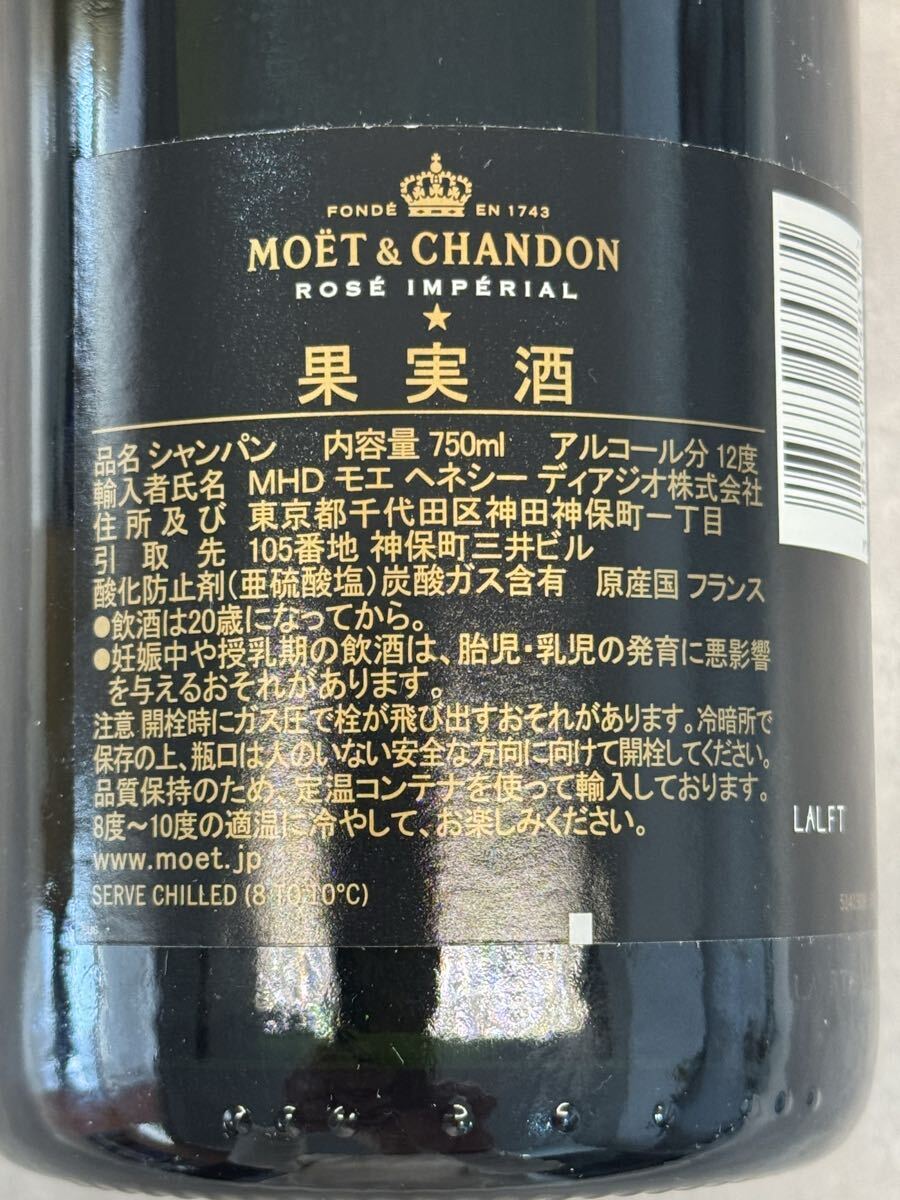 FONDÉ EN 1743
MOËT & CHANDON
ROSÉ IMPÉRIAL
果実酒
品名 シャンパン 内容量 750ml アルコール分 12度
輸入者氏名 MHD モエ ヘネシー ディアジオ株式会社
住所及び 東京都千代田区神田神保町一丁目
引取先 105番地 神保町三井ビル
酸化防止剤(亜硫酸塩)炭酸ガス含有 原産国 フランス
●飲酒は20歳になってから。
●妊娠中や授乳期の飲酒は、胎児・乳児の発育に悪影響
を与えるおそれがあります。
注意 開栓時にガス圧で栓が飛び出すおそれがあります。冷暗所で
保存の上、瓶口は人のいない安全な方向に向けて開栓してください。
品質保持のため、定温コンテナを使って輸入しております。
8度～10度の適温に冷やして、お楽しみください。
www.moet.jp
SERVE CHILLED (8 TO 10°C)
LALFT